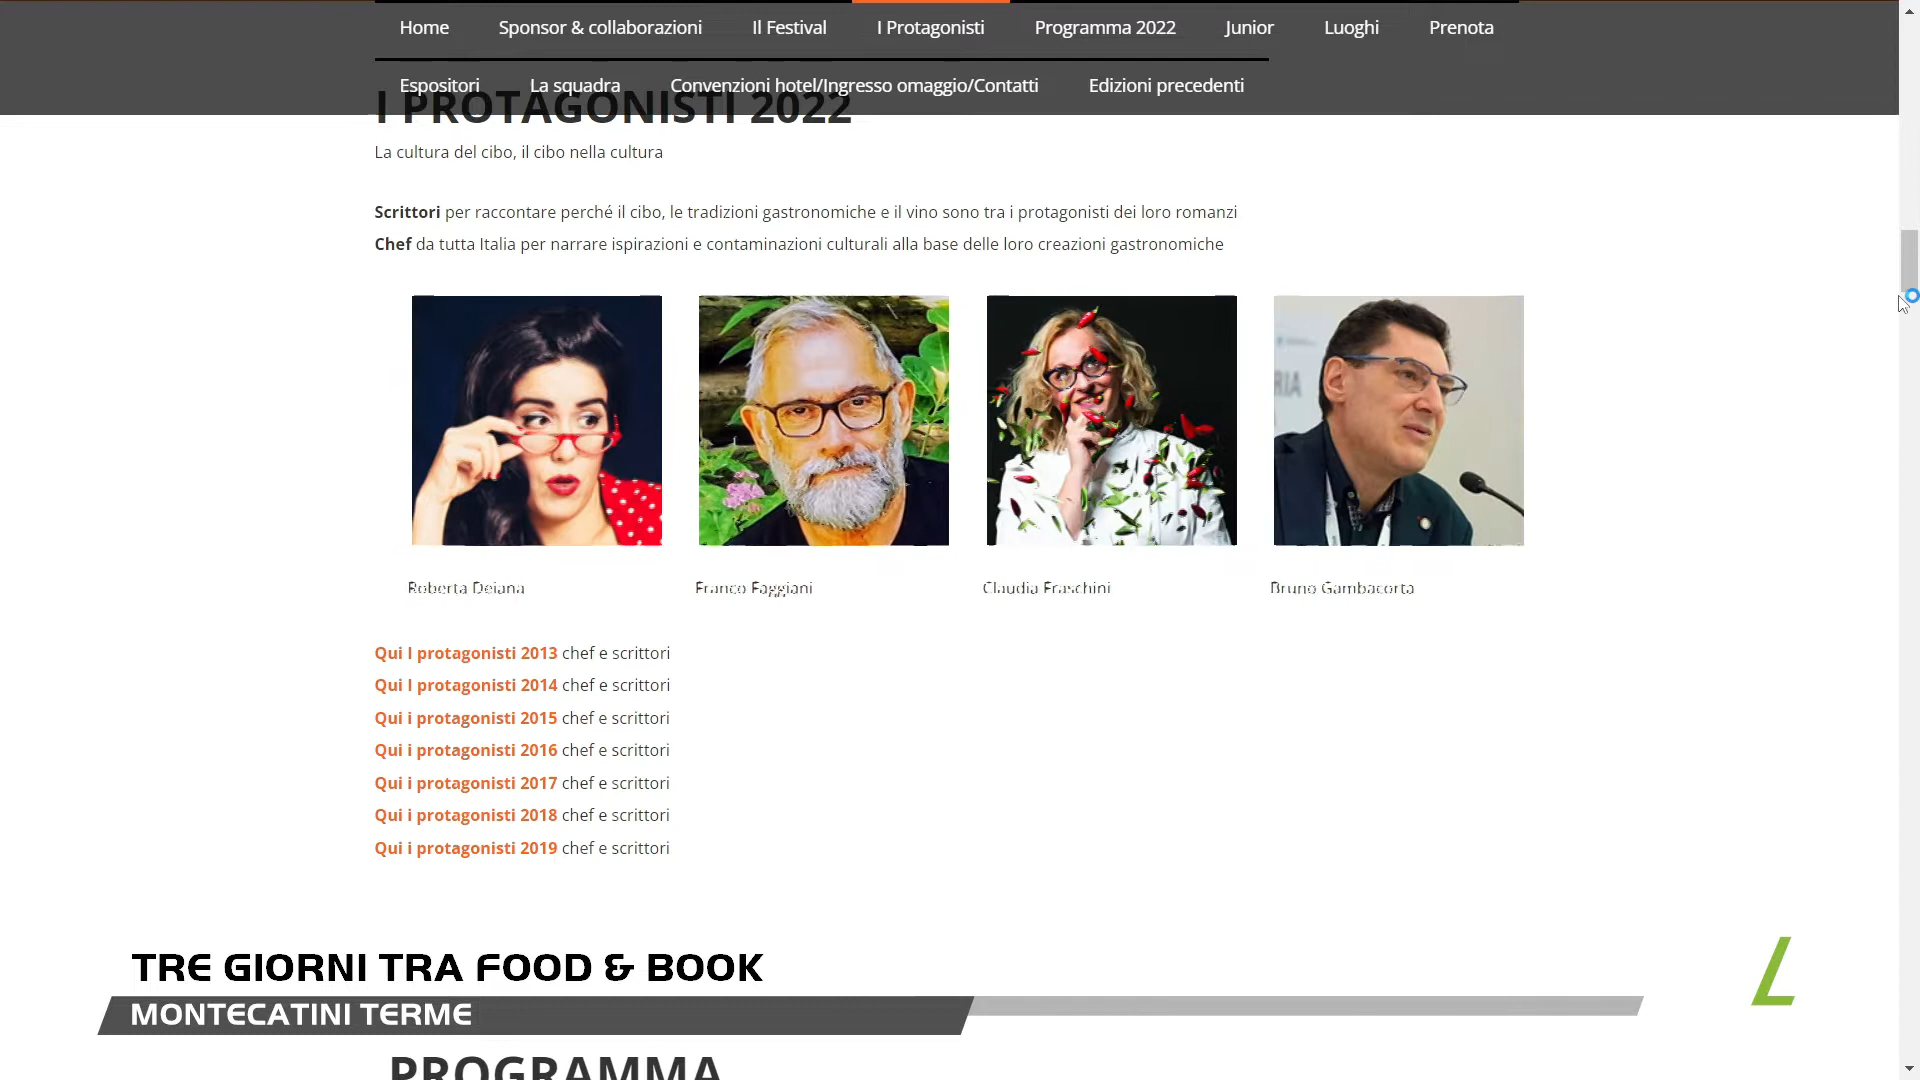 Home Sponsor & collaborazioni Il Festival I Protagonisti Programma 2022 Junior Luoghi Prenota
Espositori La squadra Convenzioni hotel/Ingresso omaggio/Contatti Edizioni precedenti
I PROTAGONISTI 2022
La cultura del cibo, il cibo nella cultura
Scrittori per raccontare perché il cibo, le tradizioni gastronomiche e il vino sono tra i protagonisti dei loro romanzi
Chef da tutta Italia per narrare ispirazioni e contaminazioni culturali alla base delle loro creazioni gastronomiche
RIA
Roberta Deiana Franco Faggiani Claudia Fraschini Bruno Gambacorta
Qui I protagonisti 2013 chef e scrittori
Qui I protagonisti 2014 chef e scrittori
Qui i protagonisti 2015 chef e scrittori
Qui i protagonisti 2016 chef e scrittori
Qui i protagonisti 2017 chef e scrittori
Qui i protagonisti 2018 chef e scrittori
Qui i protagonisti 2019 chef e scrittori
TRE GIORNI TRA FOOD & BOOK
L
MONTECATINI TERME
PROGRAMMA